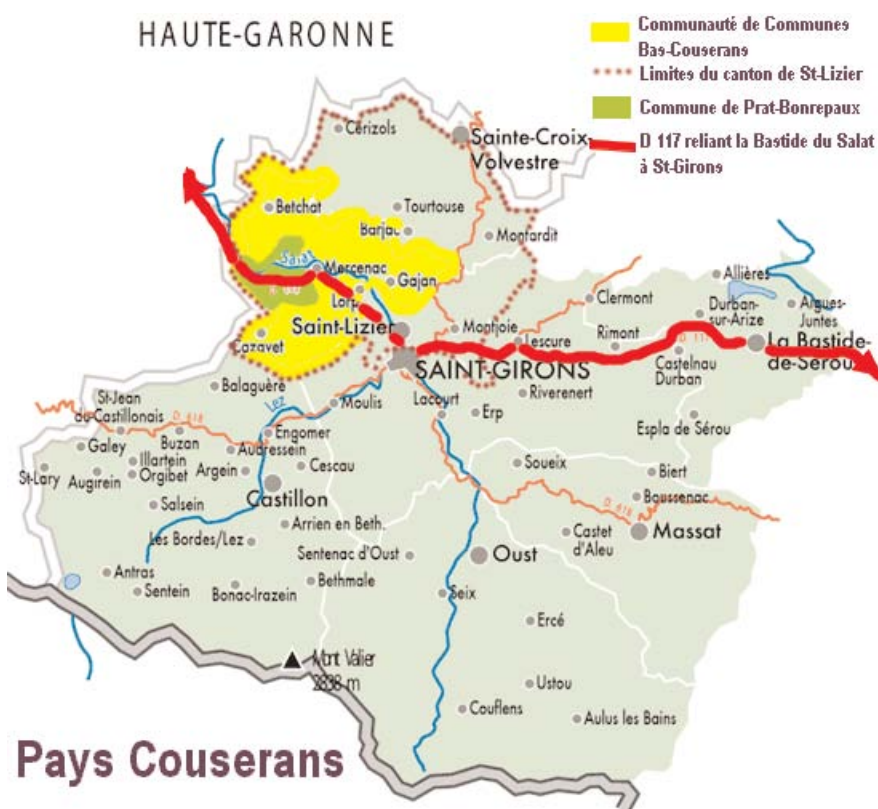 HAUTE-GARONNE
Communauté de Communes
Bas-Couserans
Limites du canton de St-Lizier
Commune de Prat-Bonrepaux
D 117 reliant la Bastide du Salat
à St-Girons
Cérizols
Sainte-Croix
Volvestre
Betchat
Tourtouse
Barjac
Montardit
Salat
Mercenac
Gajan
Lorp
Allières
Clermont
Durban-
sur-Arize
Argues-
Juntes
Saint-Lizier
Montjoie
Lescure
Rimont
D 117
La Bastide-
de-Sérou
Cazavet
SAINT-GIRONS
Castelnau
Durban
Balaguère
Lez
Moulis
Lacourt
Erp
Riverenert
St-Jean
du-Castillonais
D 618
Espla de Sérou
Galey
Buzan
Engomer
Audressein
St-Lary
Augirein
Illartein
Orgibet
Argein
Cescau
Soueix
Biert
Boussenac
Salsein
Castillon
D 618
Massat
Arrien en Beth.
Les Bordes/Lez
Sentenac d'Oust
Oust
Castet
d'Aleu
Antras
Sentein
Bonac-Irazein
Bethmale
Seix
Ercé
Mont Valier
2838 m
Ustou
Couflens
Aulus les Bains
Pays Couserans